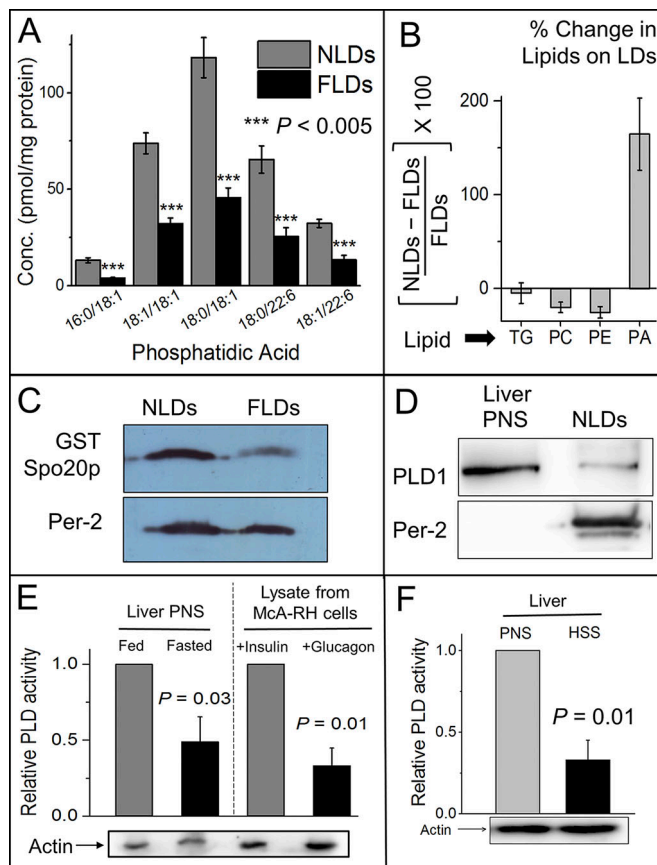 A
Conc. (pmol/mg protein)
100
50
0
NLDs
FLDs
*** P < 0.005
***
***
***
***
***
16:0/18:1
18:1/18:1
18:0/18:1
18:0/22:6
18:1/22:6
Phosphatidic Acid
B
% Change in
Lipids on LDs
NLDs − FLDs
FLDs
X 100
200
100
0
Lipid
TG
PC
PE
PA
C
NLDs
FLDs
GST
Spo20p
Per-2
D
Liver
PNS
NLDs
PLD1
Per-2
E
Liver PNS
Lysate from
McA-RH cells
Fed
Fasted
+Insulin
+Glucagon
Relative PLD activity
1.0
0.5
0.0
P = 0.03
P = 0.01
Actin
F
Liver
PNS
HSS
Relative PLD activity
1.0
0.5
0.0
P = 0.01
Actin